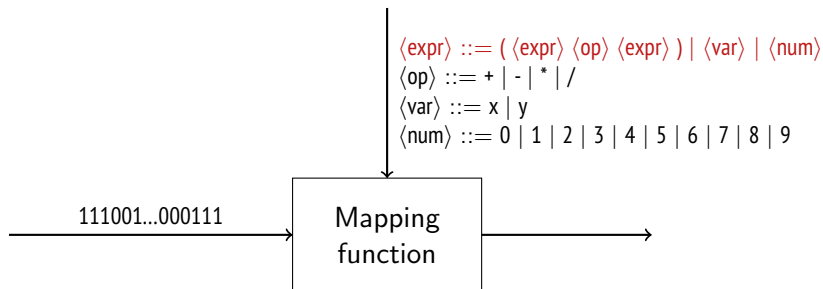 ⟨expr⟩ ::= ( ⟨expr⟩ ⟨op⟩ ⟨expr⟩ ) | ⟨var⟩ | ⟨num⟩
⟨op⟩ ::= + | - | * | /
⟨var⟩ ::= x | y
⟨num⟩ ::= 0 | 1 | 2 | 3 | 4 | 5 | 6 | 7 | 8 | 9
111001...000111
Mapping
function